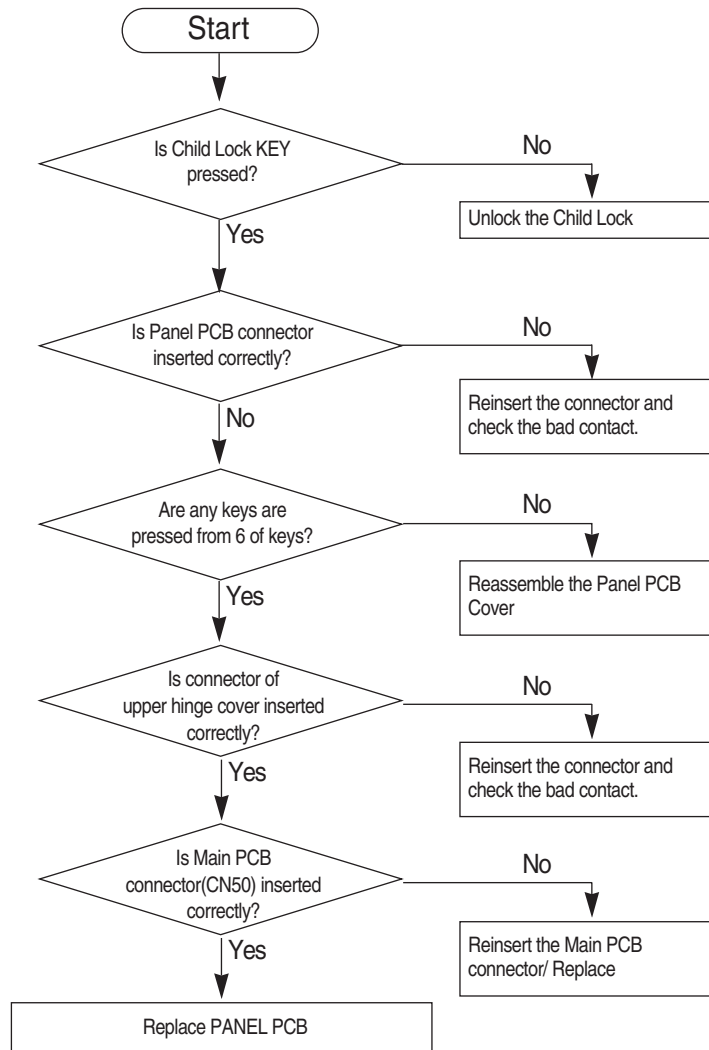 Start
Is Child Lock KEY
pressed?
No
Unlock the Child Lock
Yes
Is Panel PCB connector
inserted correctly?
No
Reinsert the connector and
check the bad contact.
No
Are any keys are
pressed from 6 of keys?
No
Reassemble the Panel PCB
Cover
Yes
Is connector of
upper hinge cover inserted
correctly?
No
Reinsert the connector and
check the bad contact.
Yes
Is Main PCB
connector(CN50) inserted
correctly?
No
Reinsert the Main PCB
connector/ Replace
Yes
Replace PANEL PCB